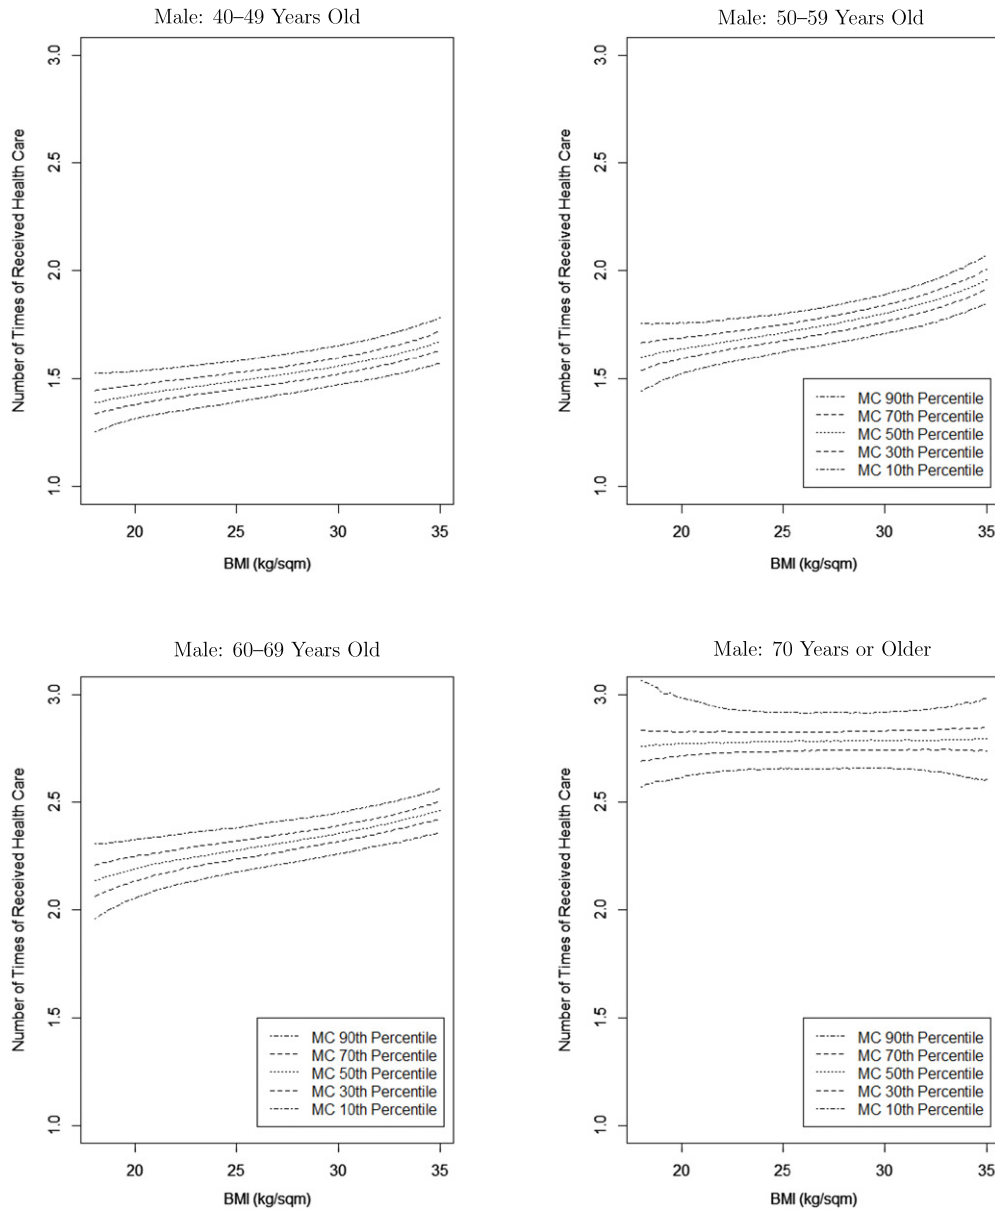 Male: 40–49 Years Old
Number of Times of Received Health Care
3.0
2.5
2.0
1.5
1.0
20 25 30 35
BMI (kg/sqm)
Male: 50–59 Years Old
Number of Times of Received Health Care
3.0
2.5
2.0
1.5
1.0
MC 90th Percentile
MC 70th Percentile
MC 50th Percentile
MC 30th Percentile
MC 10th Percentile
20 25 30 35
BMI (kg/sqm)
Male: 60–69 Years Old
Number of Times of Received Health Care
3.0
2.5
2.0
1.5
1.0
MC 90th Percentile
MC 70th Percentile
MC 50th Percentile
MC 30th Percentile
MC 10th Percentile
20 25 30 35
BMI (kg/sqm)
Male: 70 Years or Older
Number of Times of Received Health Care
3.0
2.5
2.0
1.5
1.0
MC 90th Percentile
MC 70th Percentile
MC 50th Percentile
MC 30th Percentile
MC 10th Percentile
20 25 30 35
BMI (kg/sqm)